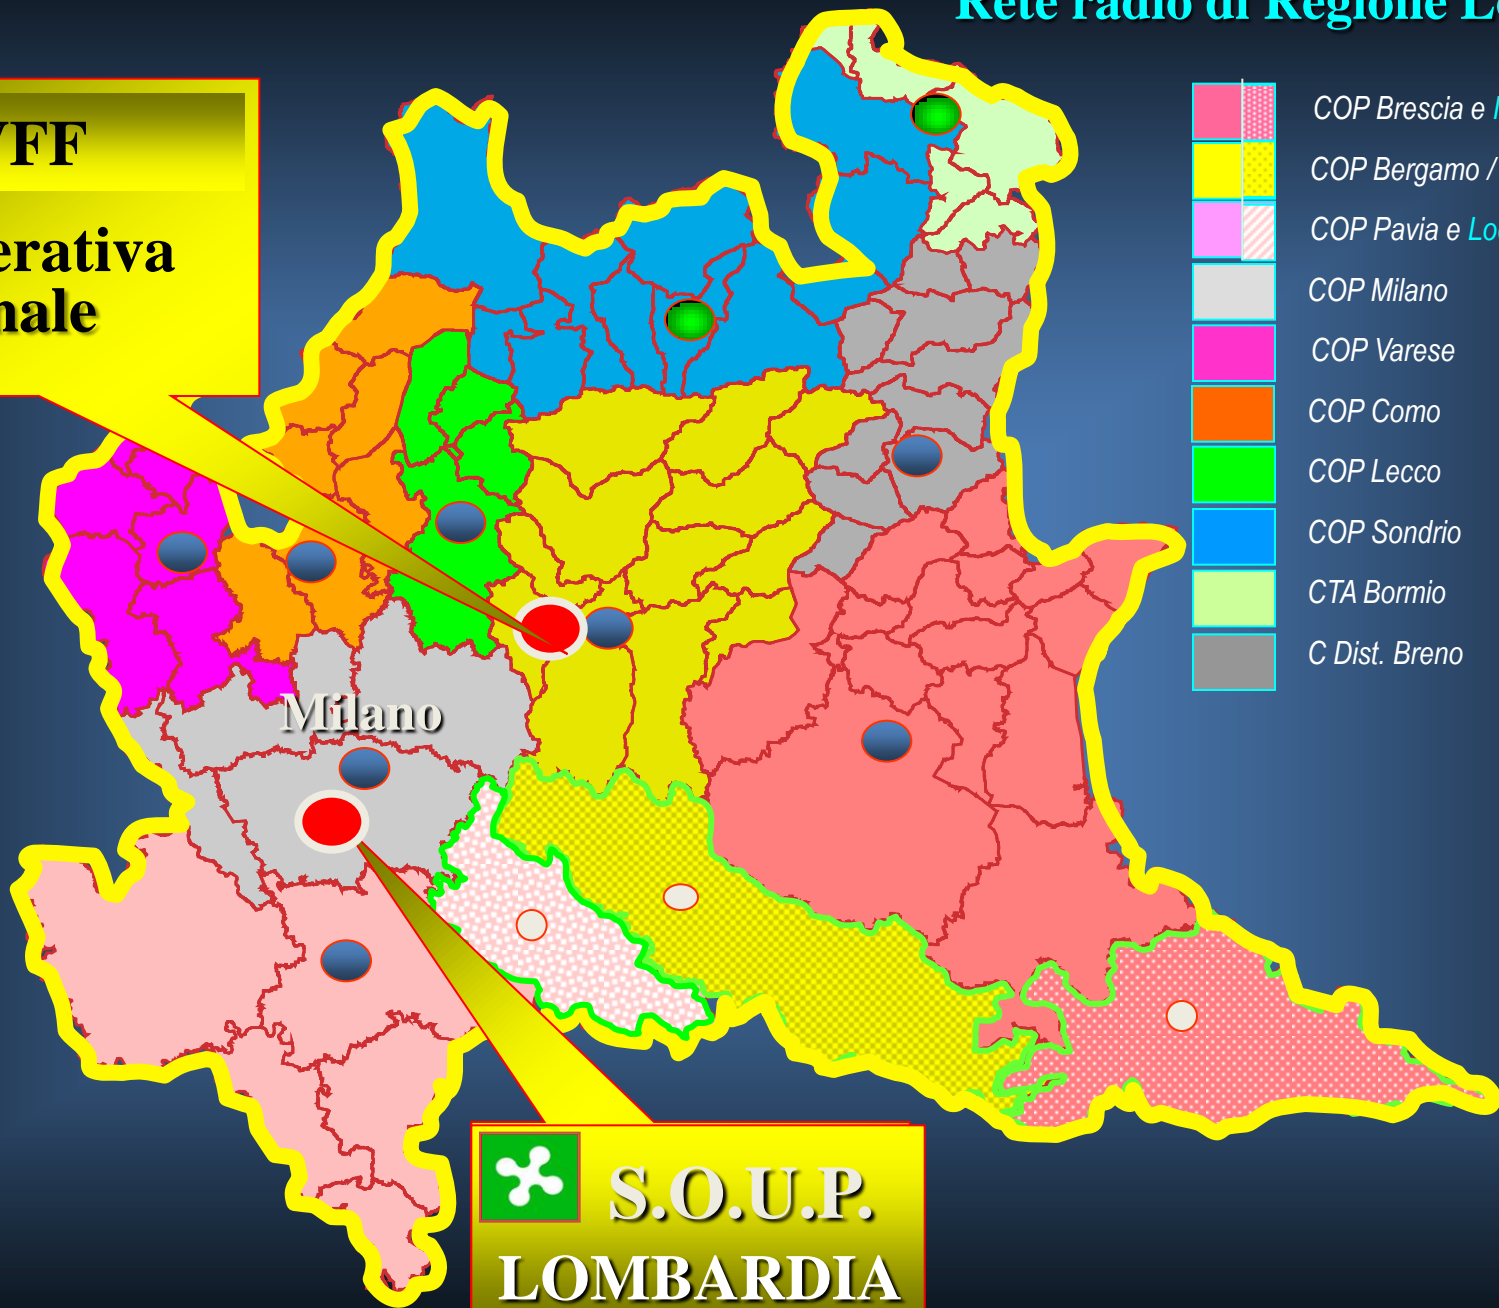 Rete radio di Regione
VFF
erativa
nale
COP Brescia e
COP Bergamo /
COP Pavia e Lo
COP Milano
COP Varese
COP Como
COP Lecco
COP Sondrio
CTA Bormio
C Dist. Breno
Milano
S.O.U.P.
LOMBARDIA